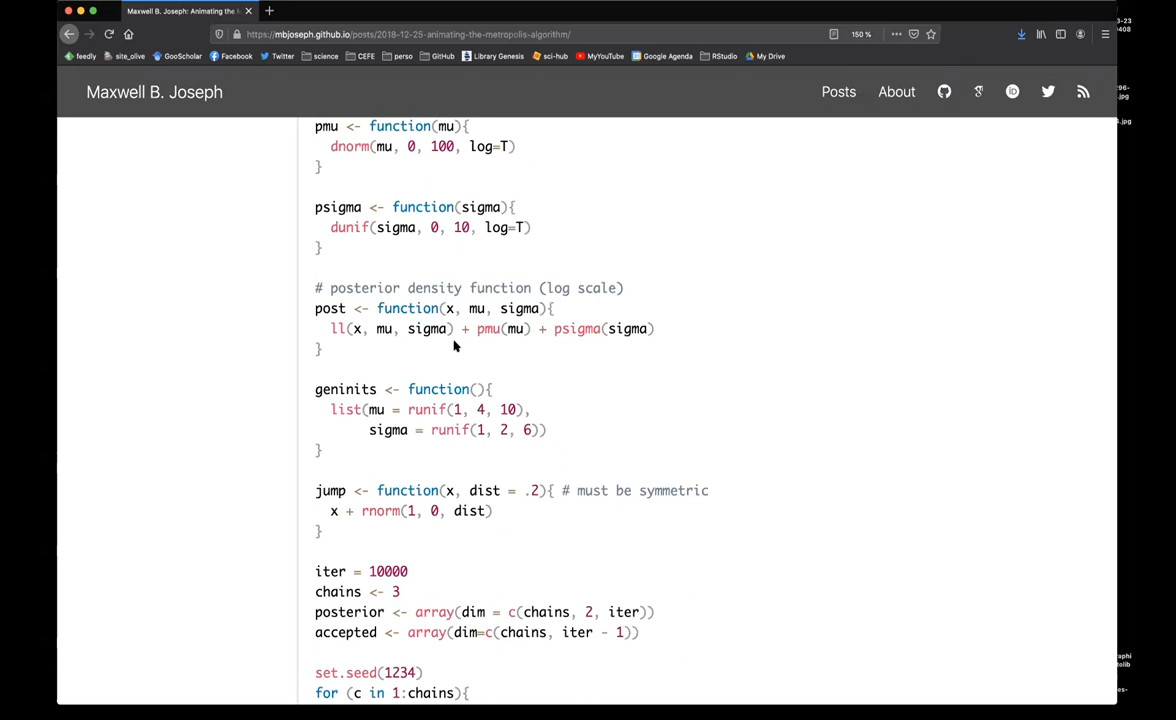 Maxwell B. Joseph: Animating the M
https://mbjoseph.github.io/posts/2018-12-25-animating-the-metropolis-algorithm/
150 %
feedly site_olive GooScholar Facebook Twitter science CEFE perso GitHub Library Genesis sci-hub MyYouTube Google Agenda RStudio My Drive
Maxwell B. Joseph
Posts About
pmu <- function(mu){
dnorm(mu, 0, 100, log=T)
}
psigma <- function(sigma){
dunif(sigma, 0, 10, log=T)
}
# posterior density function (log scale)
post <- function(x, mu, sigma){
ll(x, mu, sigma) + pmu(mu) + psigma(sigma)
}
geninits <- function(){
list(mu = runif(1, 4, 10),
sigma = runif(1, 2, 6))
}
jump <- function(x, dist = .2){ # must be symmetric
x + rnorm(1, 0, dist)
}
iter = 10000
chains <- 3
posterior <- array(dim = c(chains, 2, iter))
accepted <- array(dim=c(chains, iter - 1))
set.seed(1234)
for (c in 1:chains){